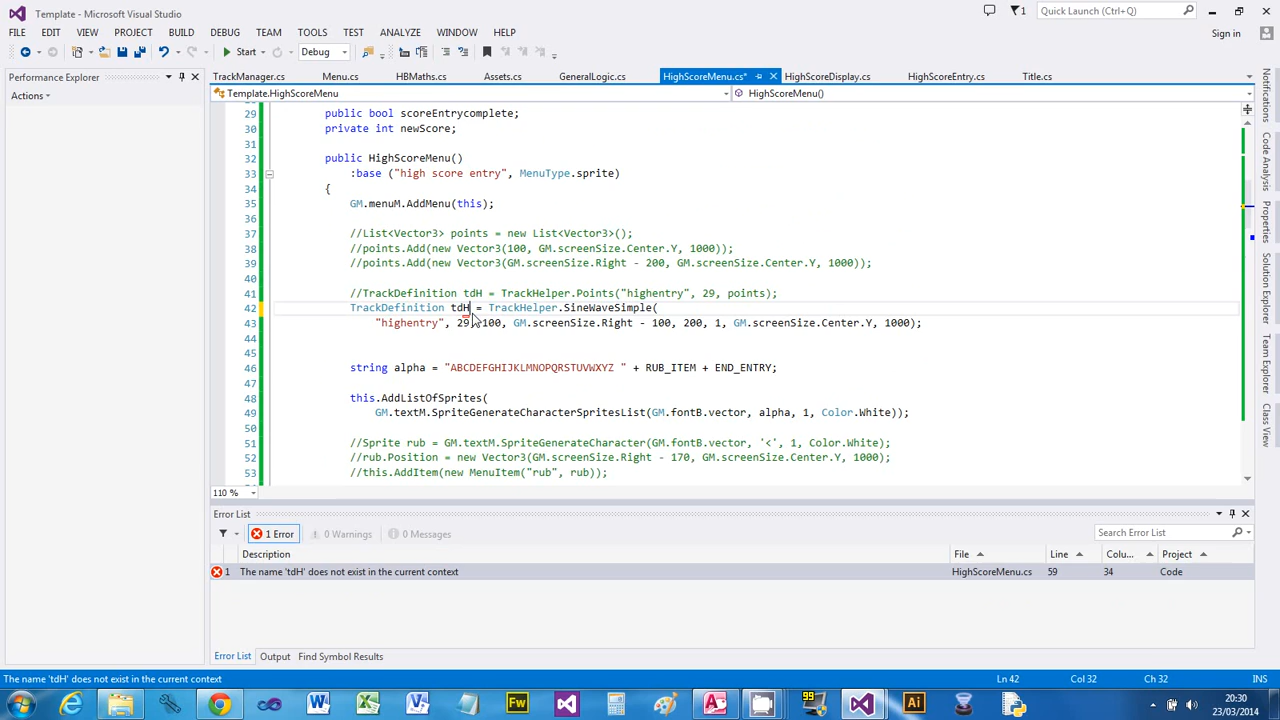 Template - Microsoft Visual Studio
1
Quick Launch (Ctrl+Q)
FILE EDIT VIEW PROJECT BUILD DEBUG TEAM TOOLS TEST ANALYZE WINDOW HELP
Sign in
Start Debug
Performance Explorer
Actions
TrackManager.cs Menu.cs HBMaths.cs Assets.cs GeneralLogic.cs HighScoreMenu.cs* HighScoreDisplay.cs HighScoreEntry.cs Title.cs
Template.HighScoreMenu HighScoreMenu()
29 public bool scoreEntrycomplete;
30 private int newScore;
31
32 public HighScoreMenu()
33 :base ("high score entry", MenuType.sprite)
34 {
35 GM.menuM.AddMenu(this);
36
37 //List<Vector3> points = new List<Vector3>();
38 //points.Add(new Vector3(100, GM.screenSize.Center.Y, 1000));
39 //points.Add(new Vector3(GM.screenSize.Right - 200, GM.screenSize.Center.Y, 1000));
40
41 //TrackDefinition tdH = TrackHelper.Points("highentry", 29, points);
42 TrackDefinition tdH = TrackHelper.SineWaveSimple(
43 "highentry", 29, 100, GM.screenSize.Right - 100, 200, 1, GM.screenSize.Center.Y, 1000);
44
45
46 string alpha = "ABCDEFGHIJKLMNOPQRSTUVWXYZ " + RUB_ITEM + END_ENTRY;
47
48 this.AddListOfSprites(
49 GM.textM.SpriteGenerateCharacterSpritesList(GM.fontB.vector, alpha, 1, Color.White));
50
51 //Sprite rub = GM.textM.SpriteGenerateCharacter(GM.fontB.vector, '<', 1, Color.White);
52 //rub.Position = new Vector3(GM.screenSize.Right - 170, GM.screenSize.Center.Y, 1000);
53 //this.AddItem(new MenuItem("rub", rub));
110 %
Notifications
Code Analysis
Properties
Solution Explorer
Team Explorer
Class View
Error List
1 Error 0 Warnings 0 Messages
Search Error List
Description File Line Colu... Project
1 The name 'tdH' does not exist in the current context HighScoreMenu.cs 59 34 Code
Error List Output Find Symbol Results
The name 'tdH' does not exist in the current context Ln 42 Col 32 Ch 32 INS
20:30
23/03/2014